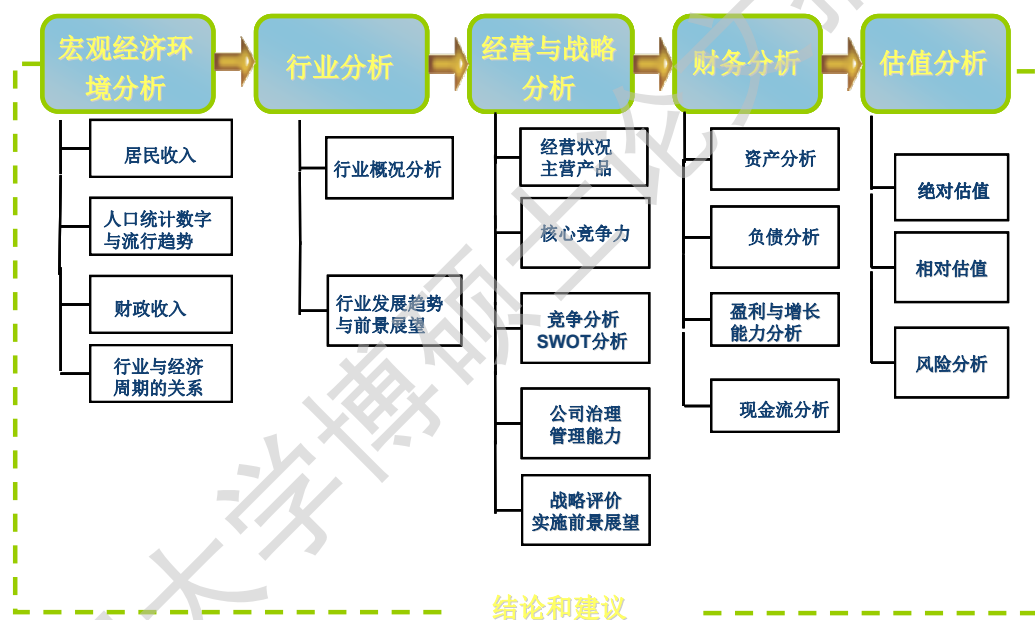 宏观经济环
境分析
行业分析
经营与战略
分析
财务分析
估值分析
居民收入
人口统计数字
与流行趋势
财政收入
行业与经济
周期的关系
行业概况分析
行业发展趋势
与前景展望
经营状况
主营产品
核心竞争力
竞争分析
SWOT分析
公司治理
管理能力
战略评价
实施前景展望
资产分析
负债分析
盈利与增长
能力分析
现金流分析
绝对估值
相对估值
风险分析
结论和建议
大学博硕士论文